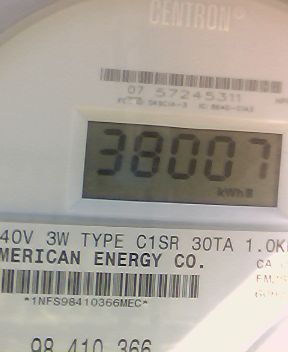 CENTRON®
07 57245311
38007
kWh
40V 3W TYPE C1SR 30TA 1.0K
MERICAN ENERGY CO.
CA
*1NFS98410366MEC*
98 410 366